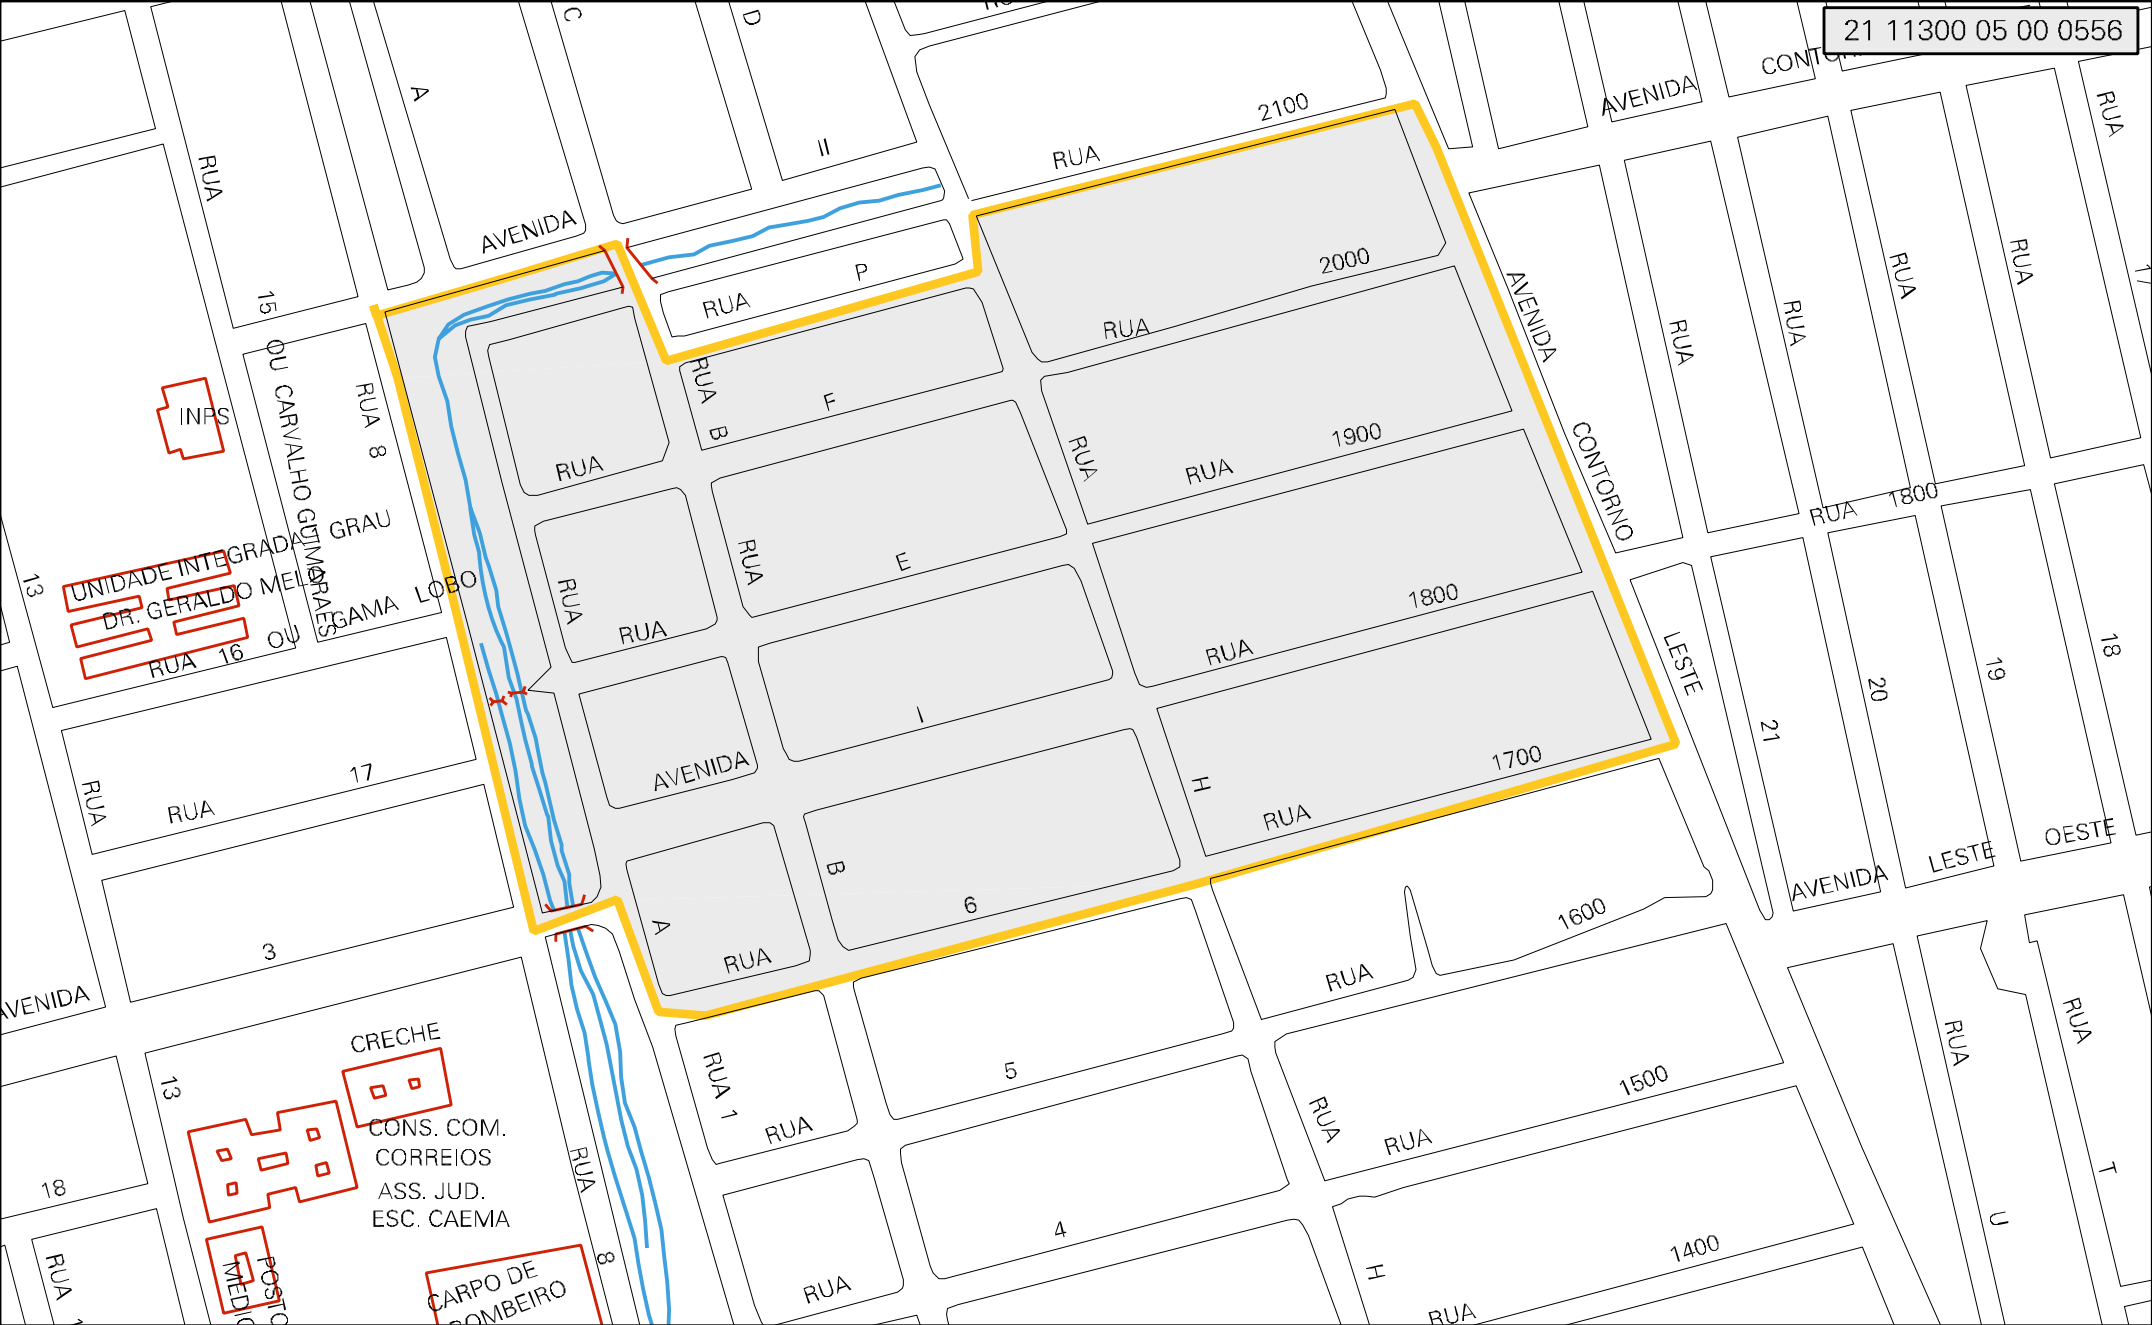 21 11300 05 00 0556
C
D
A
II
RUA 2100
AVENIDA
AVENIDA
RUA
RUA
15
OU CARVALHO GUIMARAES
RUA 8
INPS
RUA P
RUA 2000
AVENIDA CONTORNO LESTE
RUA
RUA
RUA
RUA
17
RUA B
F
RUA
RUA
RUA 1900
RUA 1800
UNIDADE INTEGRADA I GRAU
DR. GERALDO MELO
RUA 16 OU GAMA LOBO
13
RUA
E
RUA
RUA
RUA 1800
RUA
RUA 17
I
AVENIDA
H
RUA 1700
21
20
19
18
AVENIDA LESTE OESTE
B
A
RUA 6
AVENIDA 3
RUA 1600
CRECHE
13
CONS. COM.
CORREIOS
ASS. JUD.
ESC. CAEMA
RUA 1
RUA 5
RUA
RUA 1500
RUA
RUA
T
U
18
RUA
RUA 8
POSTO
CARPO DE
BOMBEIRO
RUA 4
H
RUA 1400